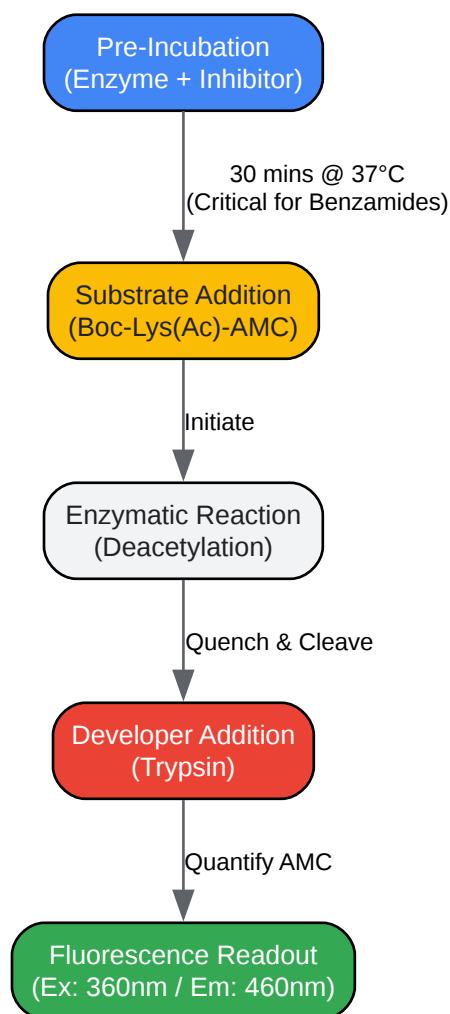 Pre-Incubation
(Enzyme + Inhibitor)
30 mins @ 37°C
(Critical for Benzamides)
Substrate Addition
(Boc-Lys(Ac)-AMC)
Initiate
Enzymatic Reaction
(Deacetylation)
Quench & Cleave
Developer Addition
(Trypsin)
Quantify AMC
Fluorescence Readout
(Ex: 360nm / Em: 460nm)